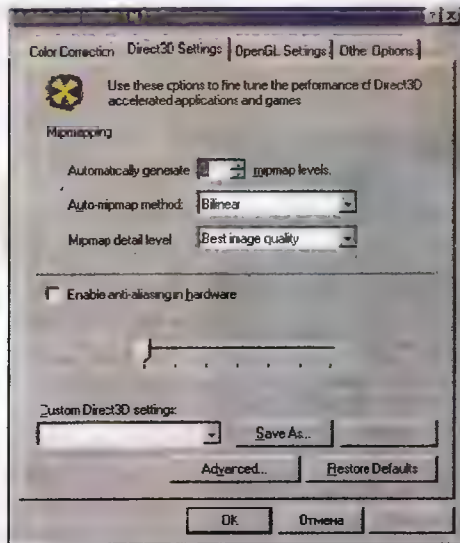 Color Correction Direct3D Settings OpenGL Settings Other Options
Use these options to fine tune the performance of Direct3D
accelerated applications and games
Mipmapping
Automatically generate mipmap levels.
Auto-mipmap method: Bilinear
Mipmap detail level Best image quality
Enable anti-aliasing in hardware
Custom Direct3D settings:
Save As...
Advanced... Restore Defaults
OK Отмена